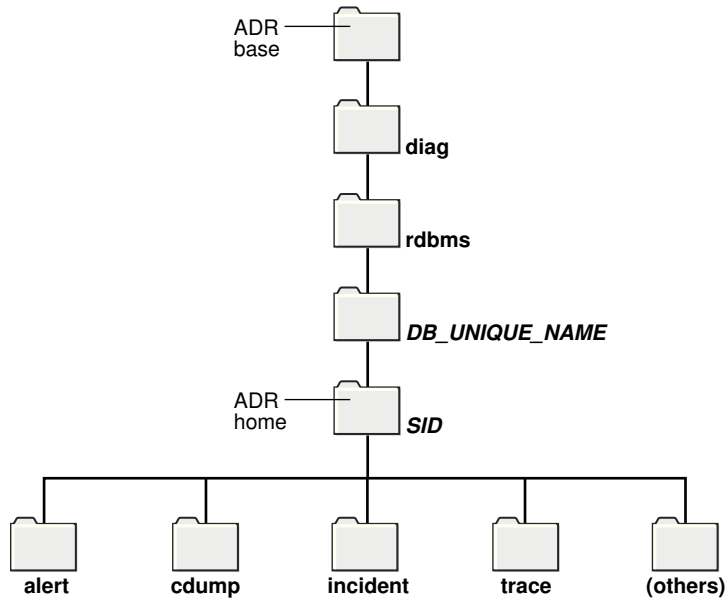 ADR
base
diag
rdbms
DB_UNIQUE_NAME
ADR
home
SID
alert
cdump
incident
trace
(others)